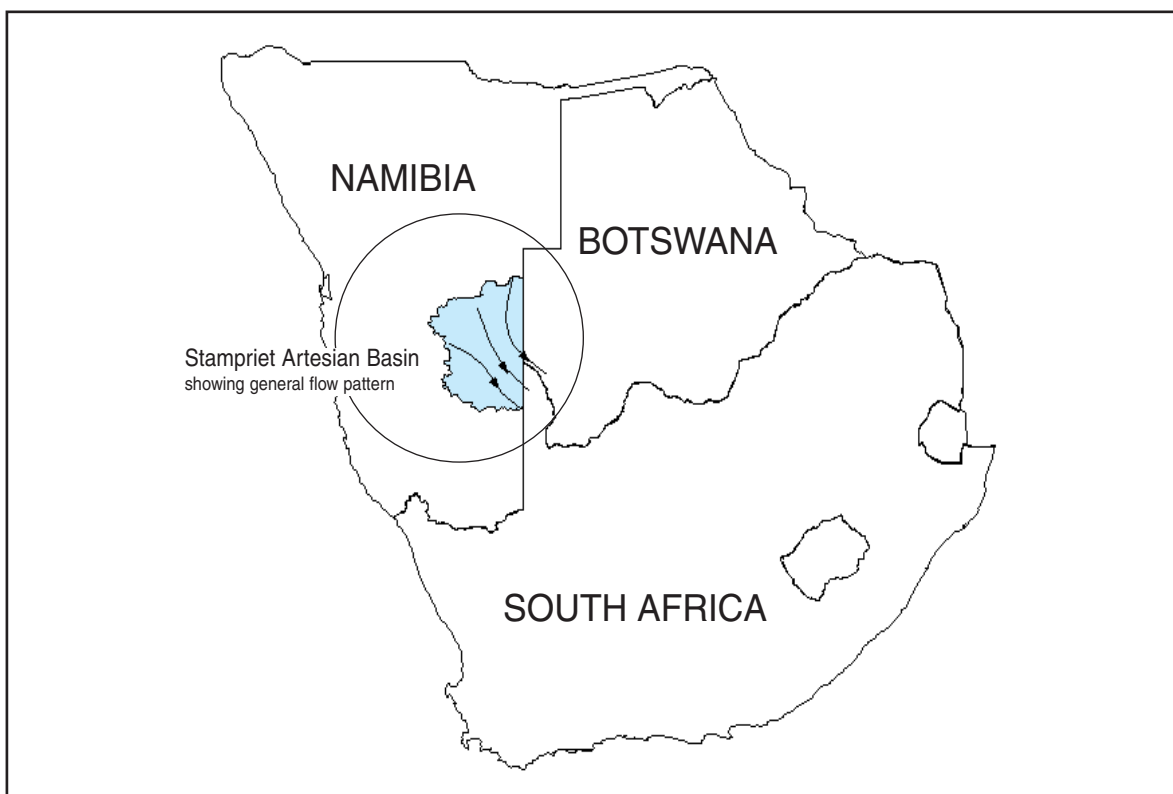 NAMIBIA
BOTSWANA
Stampriet Artesian Basin
showing general flow pattern
SOUTH AFRICA